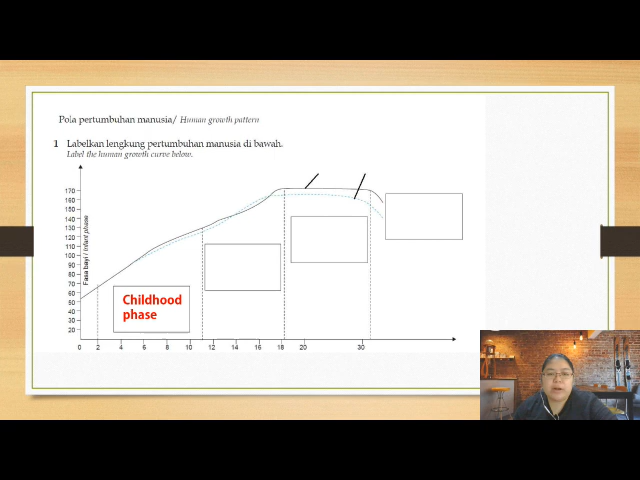 Pola pertumbuhan manusia/ Human growth pattern
1 Labelkan lengkung pertumbuhan manusia di bawah.
Label the human growth curve below.
170
160
150
140
130
120
110
100
90
80
70
60
50
40
30
20
Fasa bayi / Infant phase
Childhood
phase
0 2 4 6 8 10 12 14 16 18 20 30